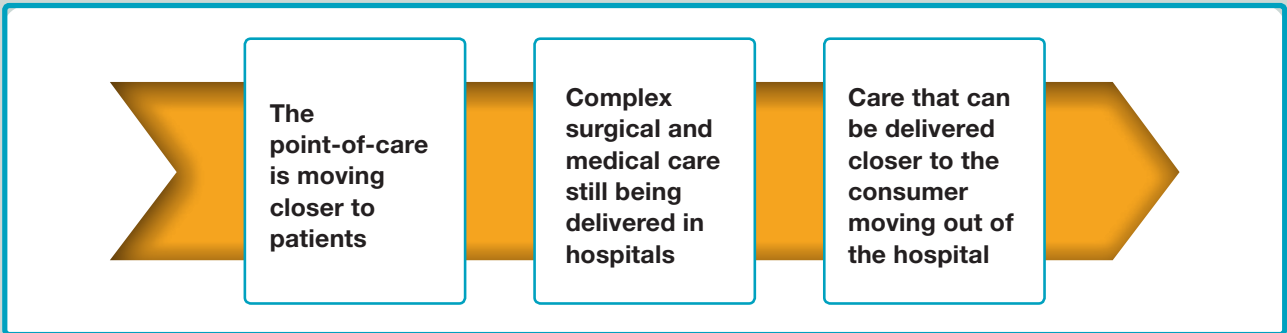 The
point-of-care
is moving
closer to
patients
Complex
surgical and
medical care
still being
delivered in
hospitals
Care that can
be delivered
closer to the
consumer
moving out of
the hospital